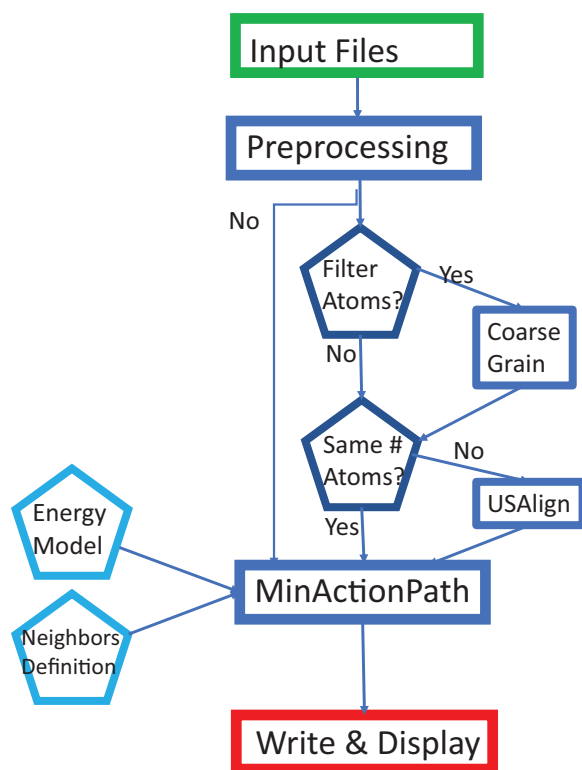 Input Files
Preprocessing
No
Filter
Atoms?
Yes
Coarse
Grain
No
Same #
Atoms?
No
USAlign
Yes
Energy
Model
MinActionPath
Neighbors
Definition
Write & Display